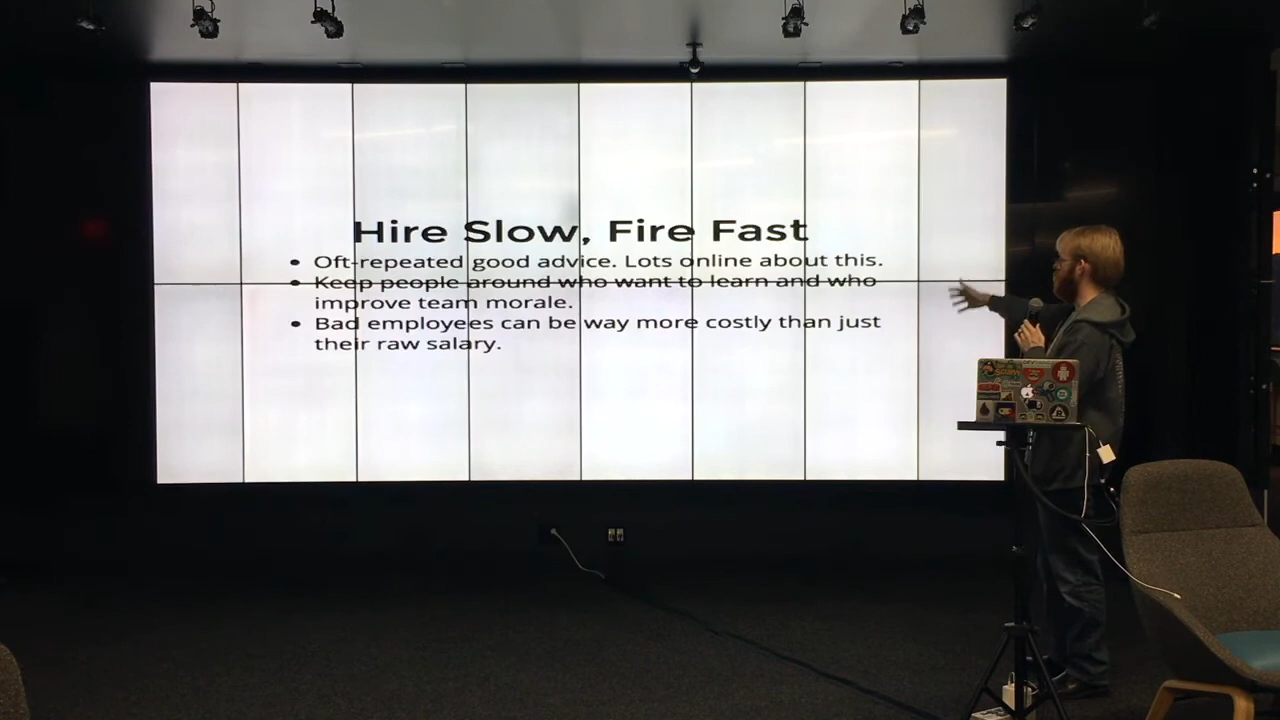 Hire Slow, Fire Fast
• Oft-repeated good advice. Lots online about this.
• Keep people around who want to learn and who
improve team morale.
• Bad employees can be way more costly than just
their raw salary.